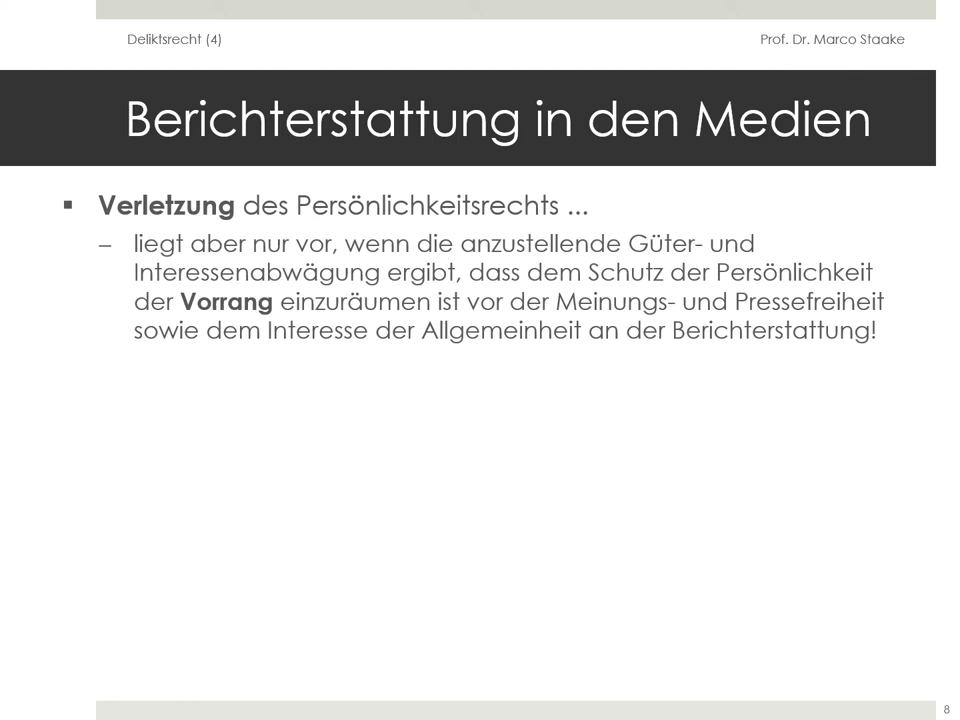 Deliktsrecht (4)
Prof. Dr. Marco Staake
Berichterstattung in den Medien
▪ Verletzung des Persönlichkeitsrechts ...
– liegt aber nur vor, wenn die anzustellende Güter- und
Interessenabwägung ergibt, dass dem Schutz der Persönlichkeit
der Vorrang einzuräumen ist vor der Meinungs- und Pressefreiheit
sowie dem Interesse der Allgemeinheit an der Berichterstattung!
8